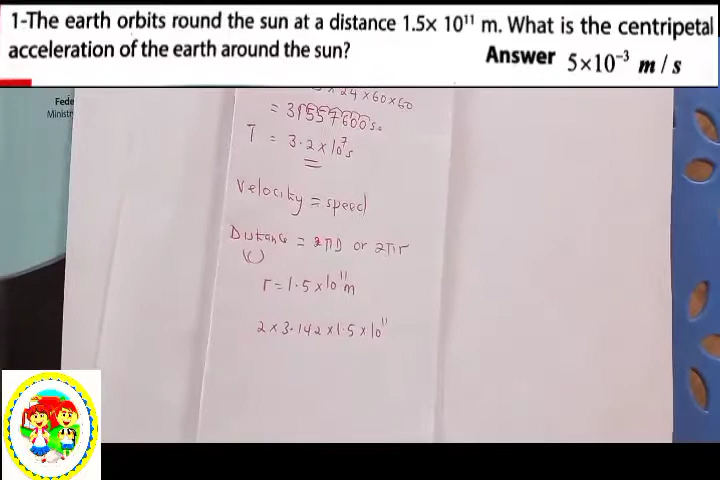 1-The earth orbits round the sun at a distance 1.5× 10¹¹ m. What is the centripetal
acceleration of the earth around the sun?
Answer 5×10⁻³ m / s
Fede
Ministr
× 24 × 60 × 60
= 31557600s.
T = 3.2 × 10⁷s
Velocity = speed
Distance = πD or 2πr
(C)
r = 1.5 × 10¹¹m
2 × 3.142 × 1.5 × 10¹¹